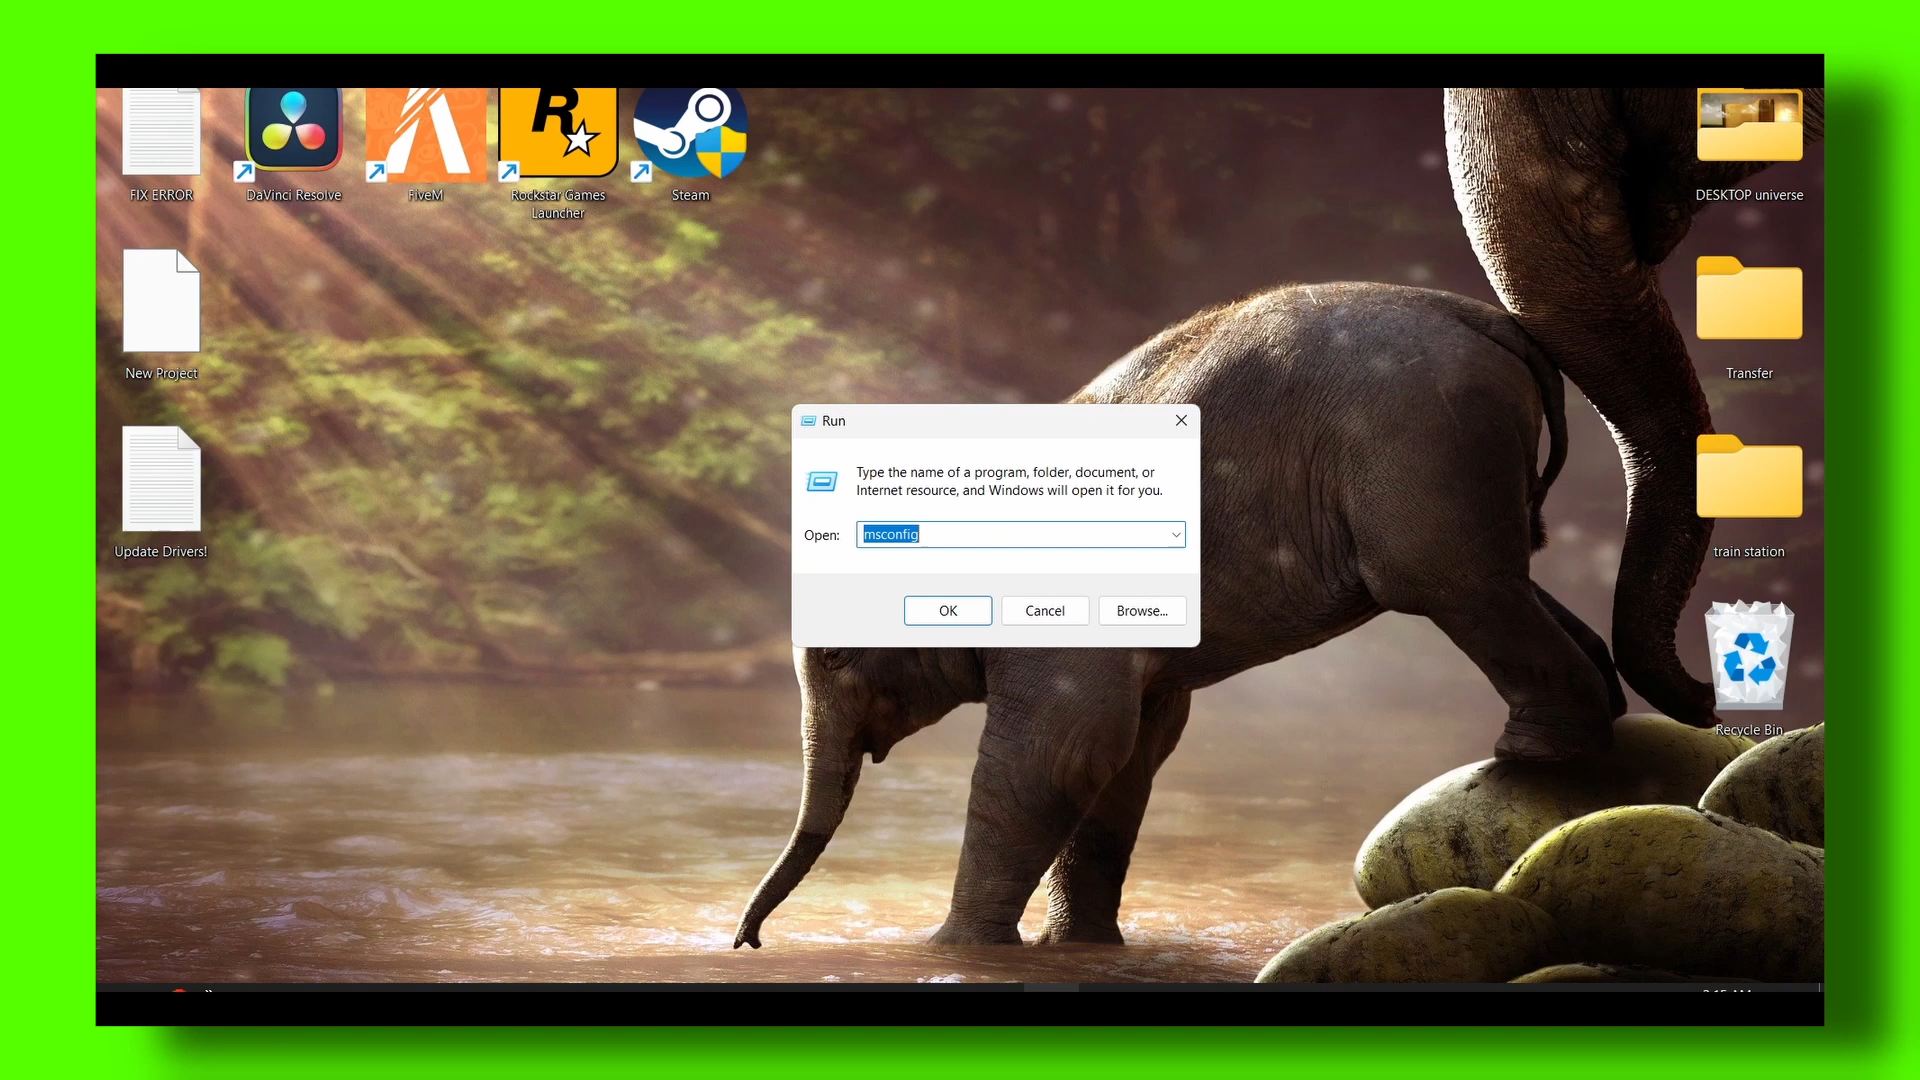 FIX ERROR
DaVinci Resolve
FiveM
Rockstar Games
Launcher
Steam
DESKTOP universe
New Project
Transfer
Update Drivers!
train station
Recycle Bin
Run
Type the name of a program, folder, document, or
Internet resource, and Windows will open it for you.
Open:
msconfig
OK
Cancel
Browse...